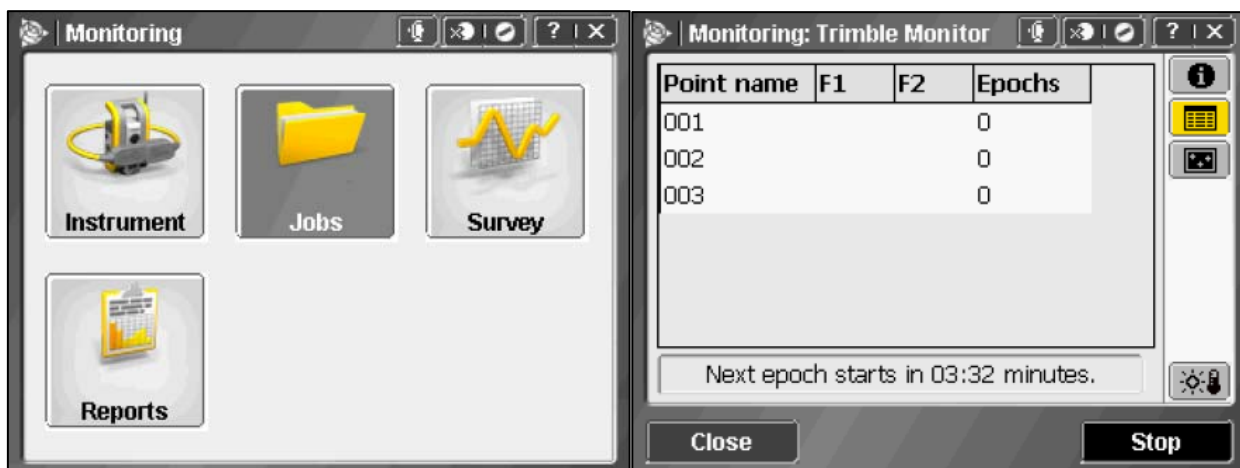 Monitoring
? X
Instrument
Jobs
Survey
Reports
Monitoring: Trimble Monitor
? X
Point name F1 F2 Epochs
001 0
002 0
003 0
Next epoch starts in 03:32 minutes.
Close
Stop